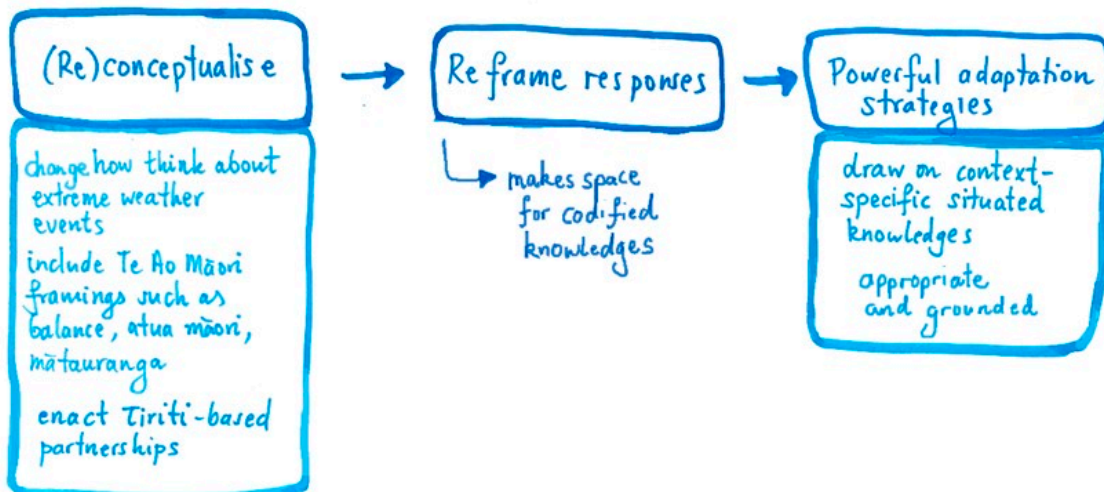 (Re)conceptualise
change how think about
extreme weather
events
include Te Ao Māori
framings such as
balance, atua māori,
mātauranga
enact Tiriti-based
partnerships
Reframe responses
makes space
for codified
knowledges
Powerful adaptation
strategies
draw on context-
specific situated
knowledges
appropriate
and grounded